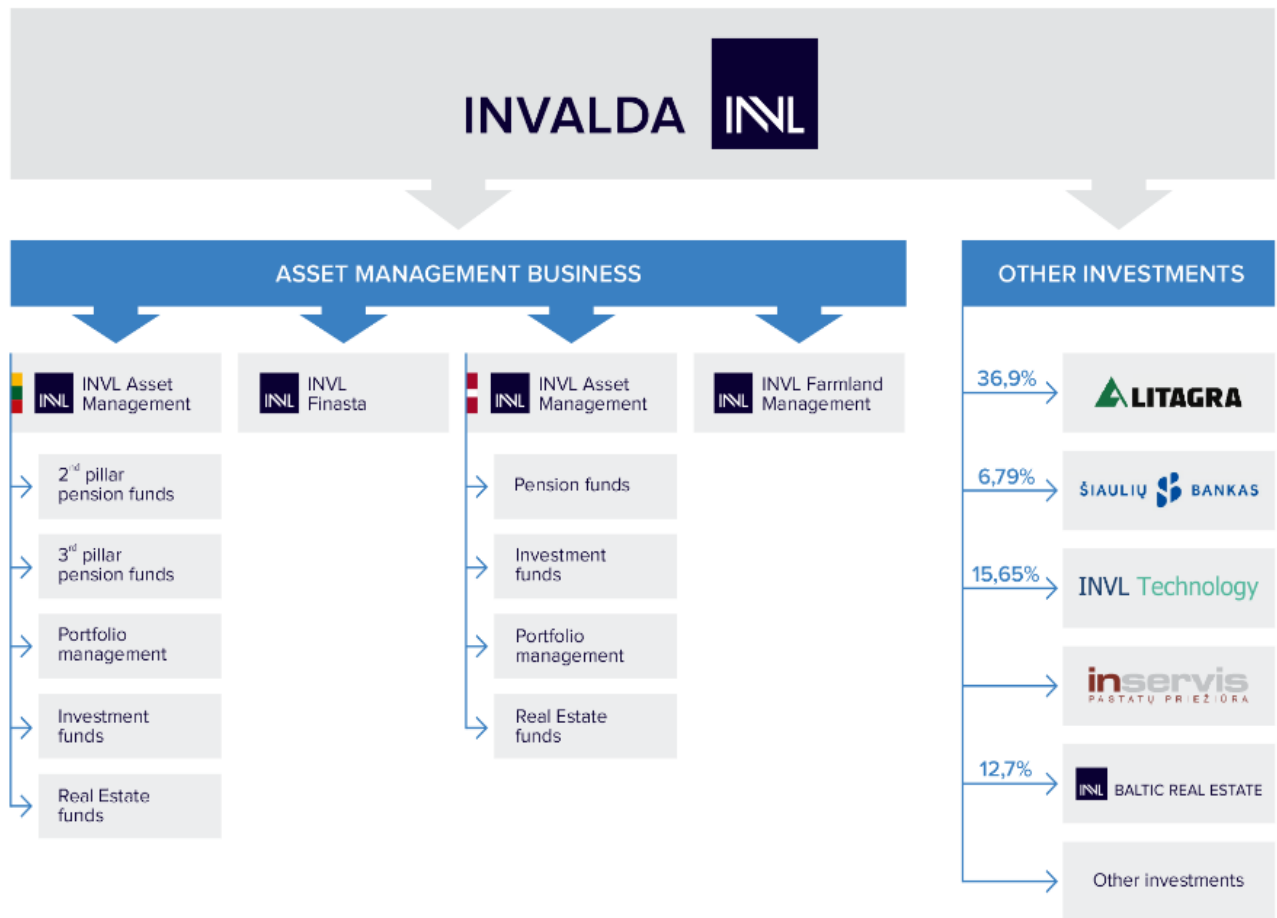 INVALDA INVL
ASSET MANAGEMENT BUSINESS
INVL INVL Asset
Management
2nd pillar
pension funds
3rd pillar
pension funds
Portfolio
management
Investment
funds
Real Estate
funds
INVL INVL
Finasta
INVL INVL Asset
Management
Pension funds
Investment
funds
Portfolio
management
Real Estate
funds
INVL INVL Farmland
Management
OTHER INVESTMENTS
36,9%
LITAGRA
6,79%
ŠIAULIŲ BANKAS
15,65%
INVL Technology
inservis
PASTATŲ PRIEŽIŪRA
12,7%
INVL BALTIC REAL ESTATE
Other investments